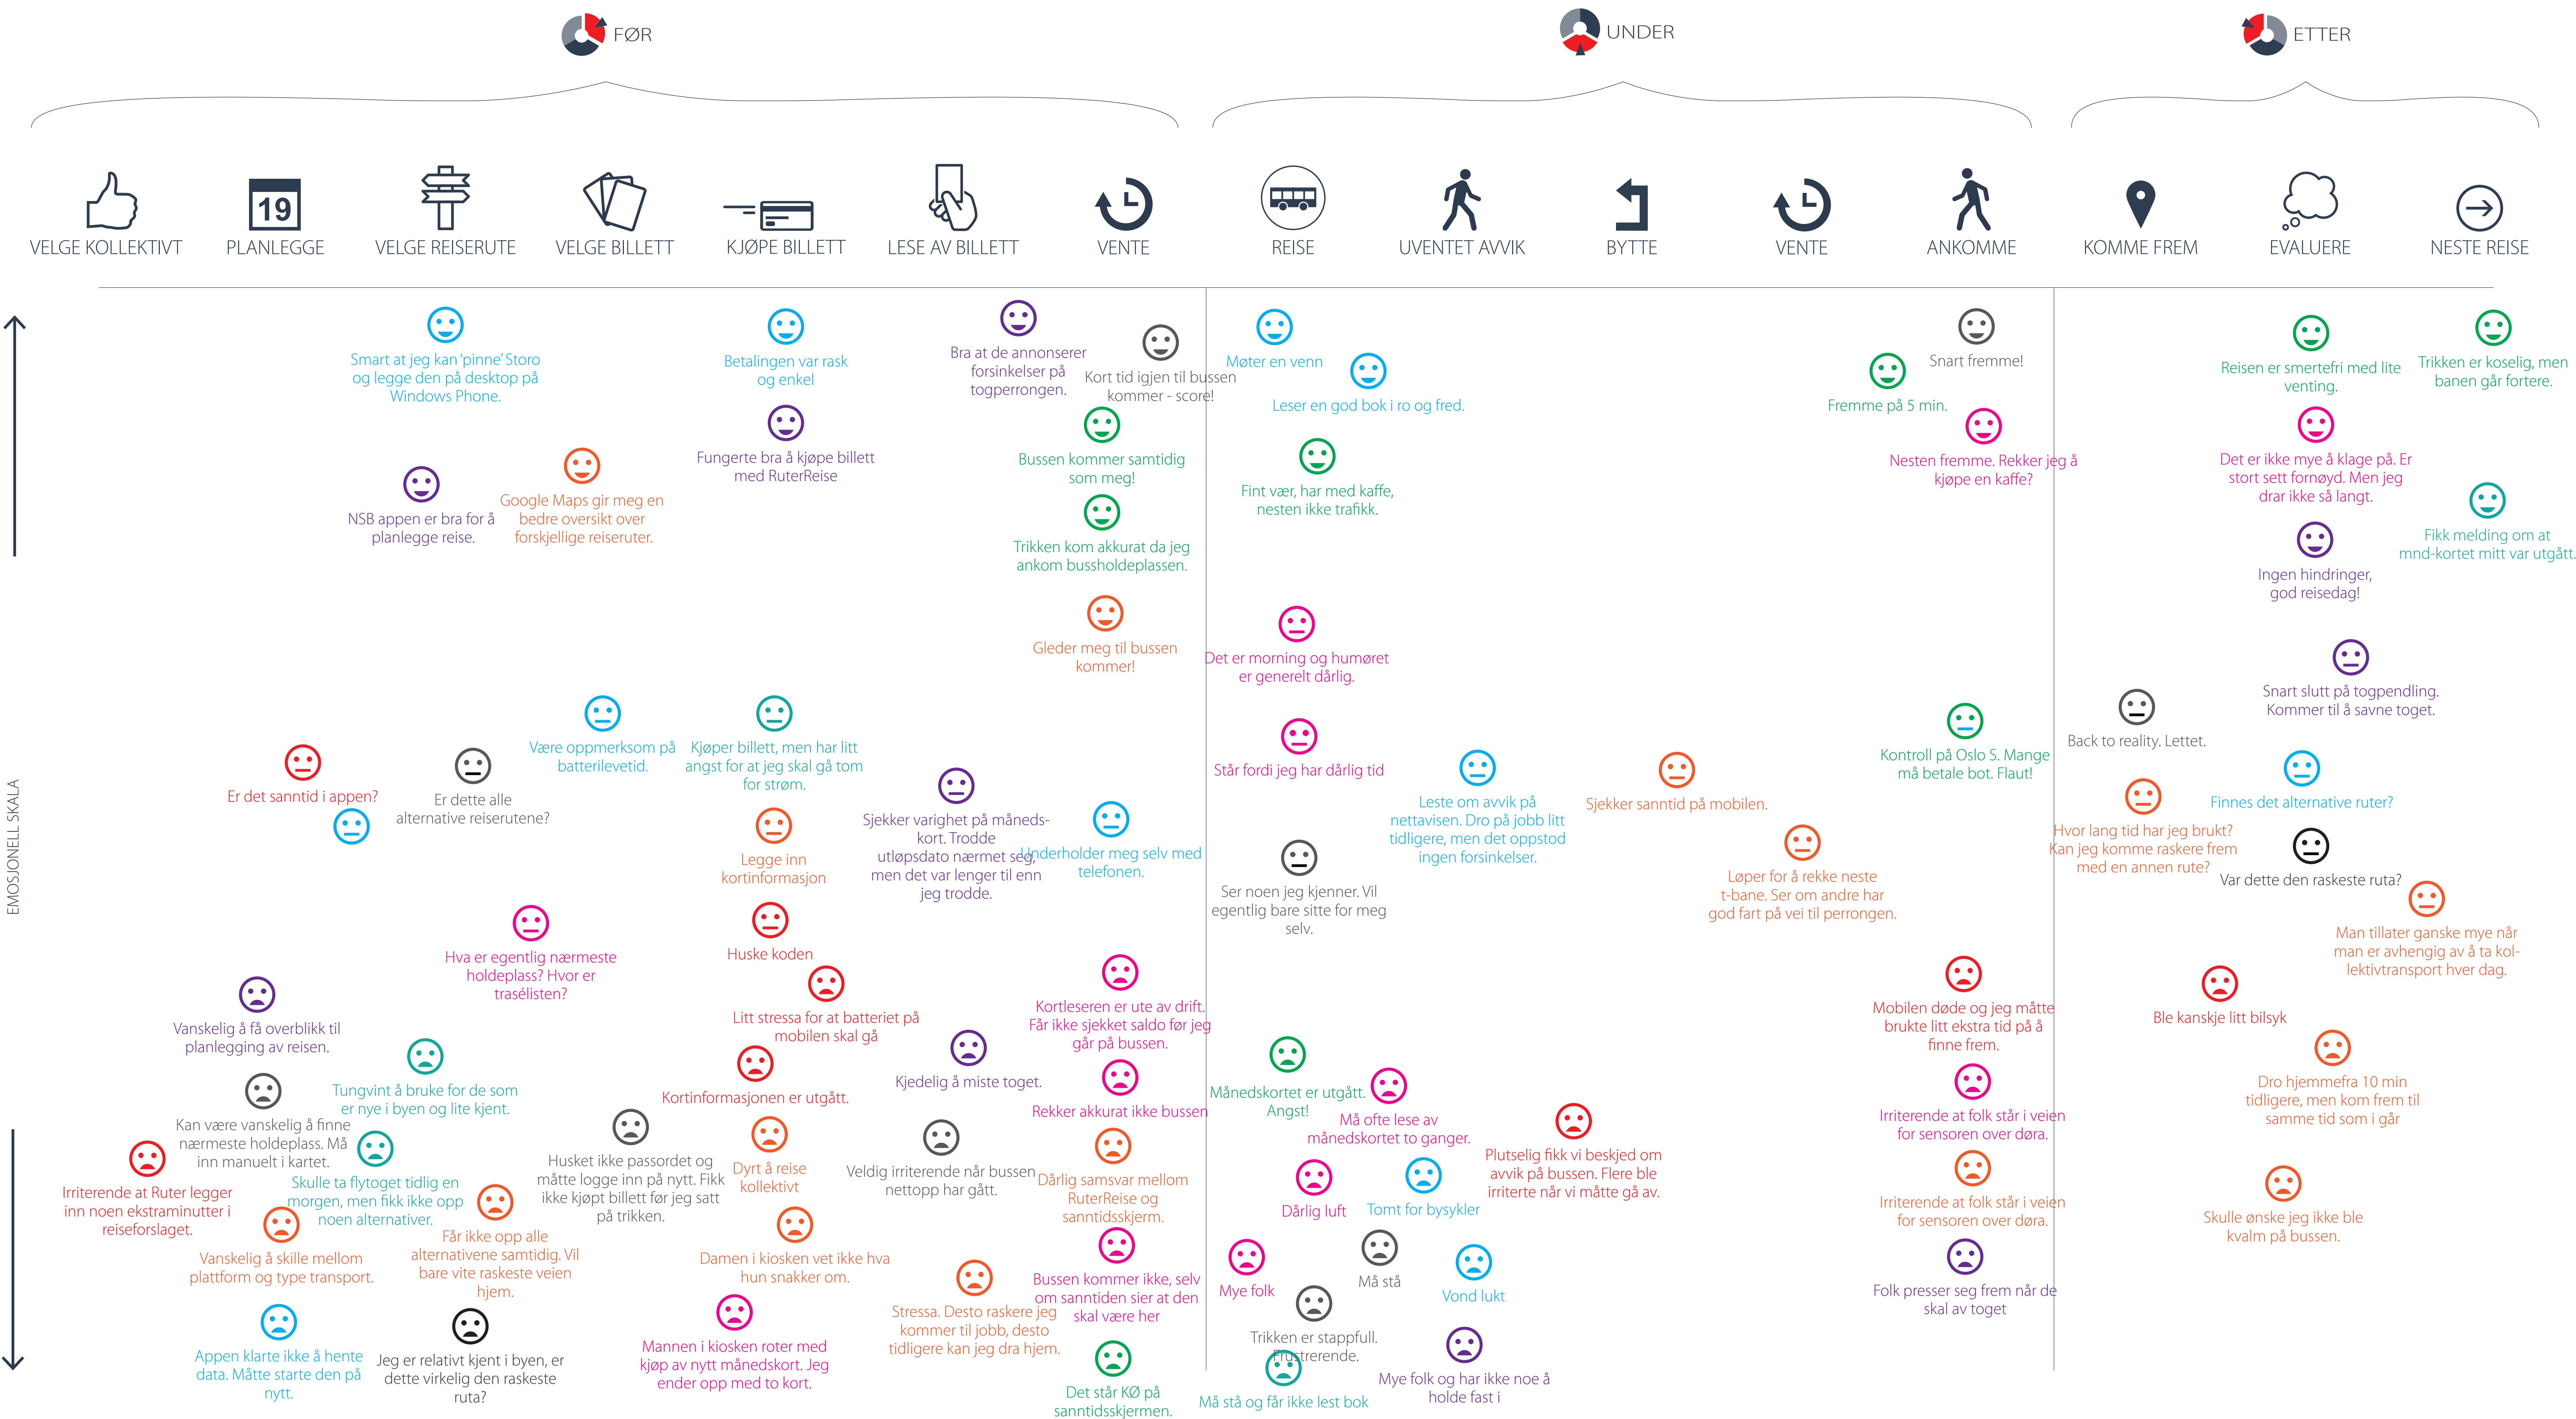 FØR
UNDER
ETTER
VELGE KOLLEKTIVT
19
PLANLEGGE
VELGE REISERUTE
VELGE BILLETT
KJØPE BILLETT
LESE AV BILLETT
VENTE
REISE
UVENTET AVVIK
BYTTE
VENTE
ANKOMME
KOMME FREM
EVALUERE
NESTE REISE
EMOSJONELL SKALA
Smart at jeg kan ‘pinne’ Storo
og legge den på desktop på
Windows Phone.
NSB appen er bra for å
planlegge reise.
Google Maps gir meg en
bedre oversikt over
forskjellige reiseruter.
Betalingen var rask
og enkel
Fungerte bra å kjøpe billett
med RuterReise
Bra at de annonserer
forsinkelser på
togperrongen.
Kort tid igjen til bussen
kommer - score!
Bussen kommer samtidig
som meg!
Trikken kom akkurat da jeg
ankom bussholdeplassen.
Gleder meg til bussen
kommer!
Møter en venn
Leser en god bok i ro og fred.
Fint vær, har med kaffe,
nesten ikke trafikk.
Det er morning og humøret
er generelt dårlig.
Snart fremme!
Fremme på 5 min.
Nesten fremme. Rekker jeg å
kjøpe en kaffe?
Reisen er smertefri med lite
venting.
Trikken er koselig, men
banen går fortere.
Det er ikke mye å klage på. Er
stort sett fornøyd. Men jeg
drar ikke så langt.
Fikk melding om at
mnd-kortet mitt var utgått.
Ingen hindringer,
god reisedag!
Snart slutt på togpendling.
Kommer til å savne toget.
Er det sanntid i appen?
Er dette alle
alternative reiserutene?
Være oppmerksom på
batterilevetid.
Kjøper billett, men har litt
angst for at jeg skal gå tom
for strøm.
Legge inn
kortinformasjon
Sjekker varighet på måneds-
kort. Trodde
utløpsdato nærmet seg,
men det var lenger til enn
jeg trodde.
Underholder meg selv med
telefonen.
Står fordi jeg har dårlig tid
Ser noen jeg kjenner. Vil
egentlig bare sitte for meg
selv.
Leste om avvik på
nettavisen. Dro på jobb litt
tidligere, men det oppstod
ingen forsinkelser.
Sjekker sanntid på mobilen.
Løper for å rekke neste
t-bane. Ser om andre har
god fart på vei til perrongen.
Kontroll på Oslo S. Mange
må betale bot. Flaut!
Back to reality. Lettet.
Hvor lang tid har jeg brukt?
Kan jeg komme raskere frem
med en annen rute?
Finnes det alternative ruter?
Var dette den raskeste ruta?
Man tillater ganske mye når
man er avhengig av å ta kol-
lektivtransport hver dag.
Hva er egentlig nærmeste
holdeplass? Hvor er
trasélisten?
Huske koden
Litt stressa for at batteriet på
mobilen skal gå
Vanskelig å få overblikk til
planlegging av reisen.
Tungvint å bruke for de som
er nye i byen og lite kjent.
Kan være vanskelig å finne
nærmeste holdeplass. Må
inn manuelt i kartet.
Irriterende at Ruter legger
inn noen ekstraminutter i
reiseforslaget.
Skulle ta flytoget tidlig en
morgen, men fikk ikke opp
noen alternativer.
Vanskelig å skille mellom
plattform og type transport.
Får ikke opp alle
alternativene samtidig. Vil
bare vite raskeste veien
hjem.
Appen klarte ikke å hente
data. Måtte starte den på
nytt.
Jeg er relativt kjent i byen, er
dette virkelig den raskeste
ruta?
Kortinformasjonen er utgått.
Husket ikke passordet og
måtte logge inn på nytt. Fikk
ikke kjøpt billett før jeg satt
på trikken.
Dyrt å reise
kollektivt
Damen i kiosken vet ikke hva
hun snakker om.
Mannen i kiosken roter med
kjøp av nytt månedskort. Jeg
ender opp med to kort.
Kjedelig å miste toget.
Veldig irriterende når bussen
nettopp har gått.
Stressa. Desto raskere jeg
kommer til jobb, desto
tidligere kan jeg dra hjem.
Kortleseren er ute av drift.
Får ikke sjekket saldo før jeg
går på bussen.
Rekker akkurat ikke bussen
Dårlig samsvar mellom
RuterReise og
sanntidsskjerm.
Bussen kommer ikke, selv
om sanntiden sier at den
skal være her
Det står KØ på
sanntidsskjermen.
Månedskortet er utgått.
Angst!
Må ofte lese av
månedskortet to ganger.
Dårlig luft
Tomt for bysykler
Mye folk
Må stå
Vond lukt
Trikken er stappfull.
Frustrerende.
Må stå og får ikke lest bok
Mye folk og har ikke noe å
holde fast i
Plutselig fikk vi beskjed om
avvik på bussen. Flere ble
irriterte når vi måtte gå av.
Mobilen døde og jeg måtte
brukte litt ekstra tid på å
finne frem.
Irriterende at folk står i veien
for sensoren over døra.
Irriterende at folk står i veien
for sensoren over døra.
Folk presser seg frem når de
skal av toget
Ble kanskje litt bilsyk
Dro hjemmefra 10 min
tidligere, men kom frem til
samme tid som i går
Skulle ønske jeg ikke ble
kvalm på bussen.